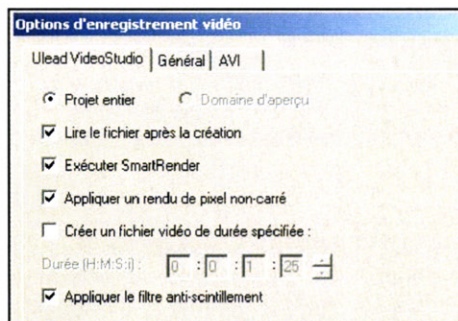 Options d'enregistrement vidéo
Ulead VideoStudio | Général | AVI |
Projet entier Domaine d'aperçu
Lire le fichier après la création
Exécuter SmartRender
Appliquer un rendu de pixel non-carré
Créer un fichier vidéo de durée spécifiée :
Durée (H:M:S:i) : 0 : 0 : 1 : 25
Appliquer le filtre anti-scintillement